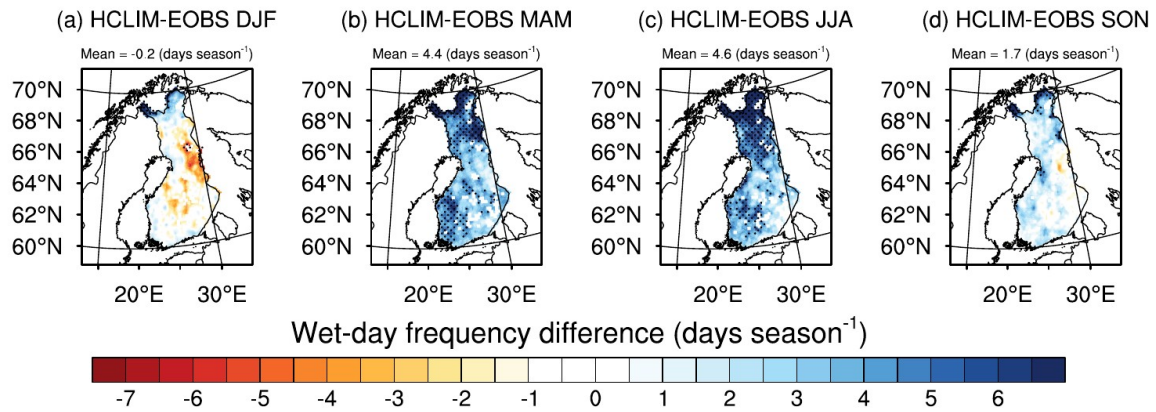 (a) HCLIM-EOBS DJF
(b) HCLIM-EOBS MAM
(c) HCLIM-EOBS JJA
(d) HCLIM-EOBS SON
Mean = -0.2 (days season⁻¹)
Mean = 4.4 (days season⁻¹)
Mean = 4.6 (days season⁻¹)
Mean = 1.7 (days season⁻¹)
70°N 70°N 70°N 70°N
68°N 68°N 68°N 68°N
66°N 66°N 66°N 66°N
64°N 64°N 64°N 64°N
62°N 62°N 62°N 62°N
60°N 60°N 60°N 60°N
20°E 30°E 20°E 30°E 20°E 30°E 20°E 30°E
Wet-day frequency difference (days season⁻¹)
-7 -6 -5 -4 -3 -2 -1 0 1 2 3 4 5 6